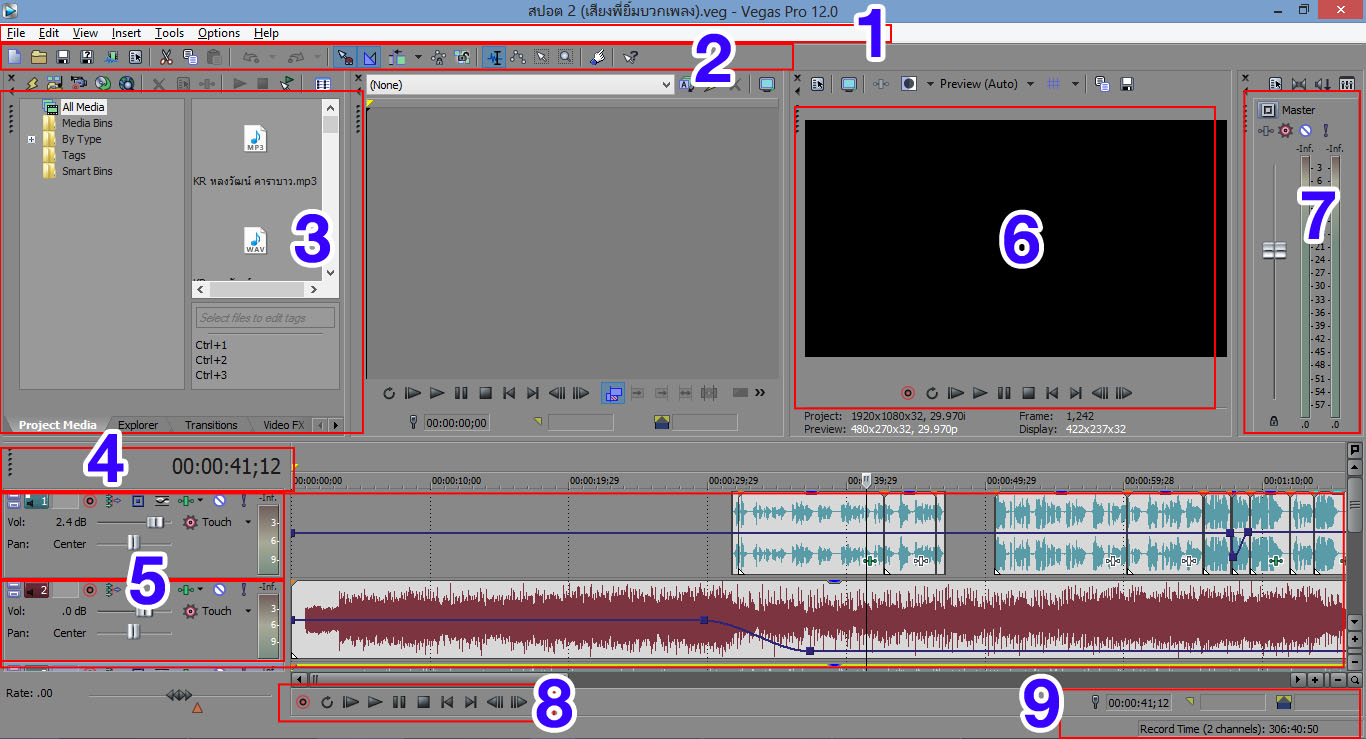 สปอต 2 (เสียงพี่ยิ้มบวกเพลง).veg - Vegas Pro 12.0
File Edit View Insert Tools Options Help
1
2
(None)
Preview (Auto)
All Media
Media Bins
By Type
Tags
Smart Bins
MP3
KR หลงวัฒน์ คาราบาว.mp3
WAV
3
Select files to edit tags
Ctrl+1
Ctrl+2
Ctrl+3
Project Media Explorer Transitions Video FX
00:00:00;00
6
Project: 1920x1080x32, 29.970i Frame: 1,242
Preview: 480x270x32, 29.970p Display: 422x237x32
Master
-Inf. -Inf.
- 3 -
- 6 -
7
- 21 -
- 24 -
- 27 -
- 30 -
- 33 -
- 36 -
- 39 -
- 42 -
- 45 -
- 48 -
- 51 -
- 54 -
- 57 -
.0 .0
4
00:00:41;12
00:00:00;00 00:00:10;00 00:00:19;29 00:00:29;29 00:00:39;29 00:00:49;29 00:00:59;28 00:01:10;00
1 -Inf.
Vol: 2.4 dB Touch 3-
Pan: Center 6-
9-
5
2 -Inf.
Vol: .0 dB Touch 3-
Pan: Center 6-
9-
Rate: .00
8
9
00:00:41;12
Record Time (2 channels): 306:40:50